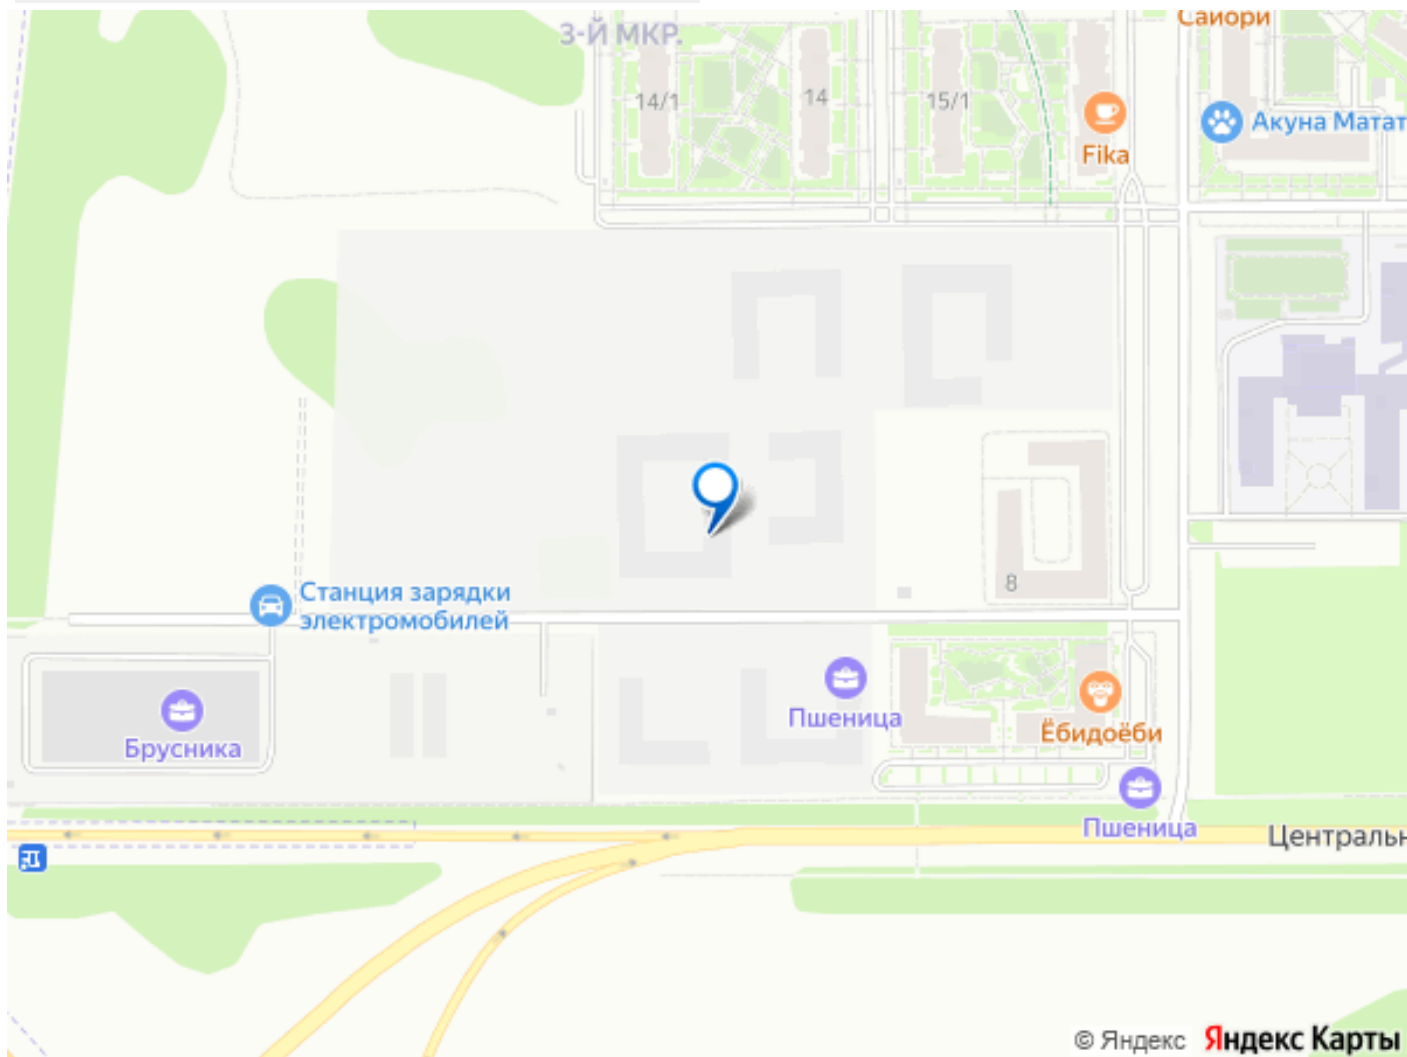 Сайори
3-Й МКР.
14/1
14
15/1
Fika
Акуна Матат
Станция зарядки
электромобилей
8
Брусника
Пшеница
Ёбидоёби
Пшеница
Центральн
© Яндекс Яндекс Карты